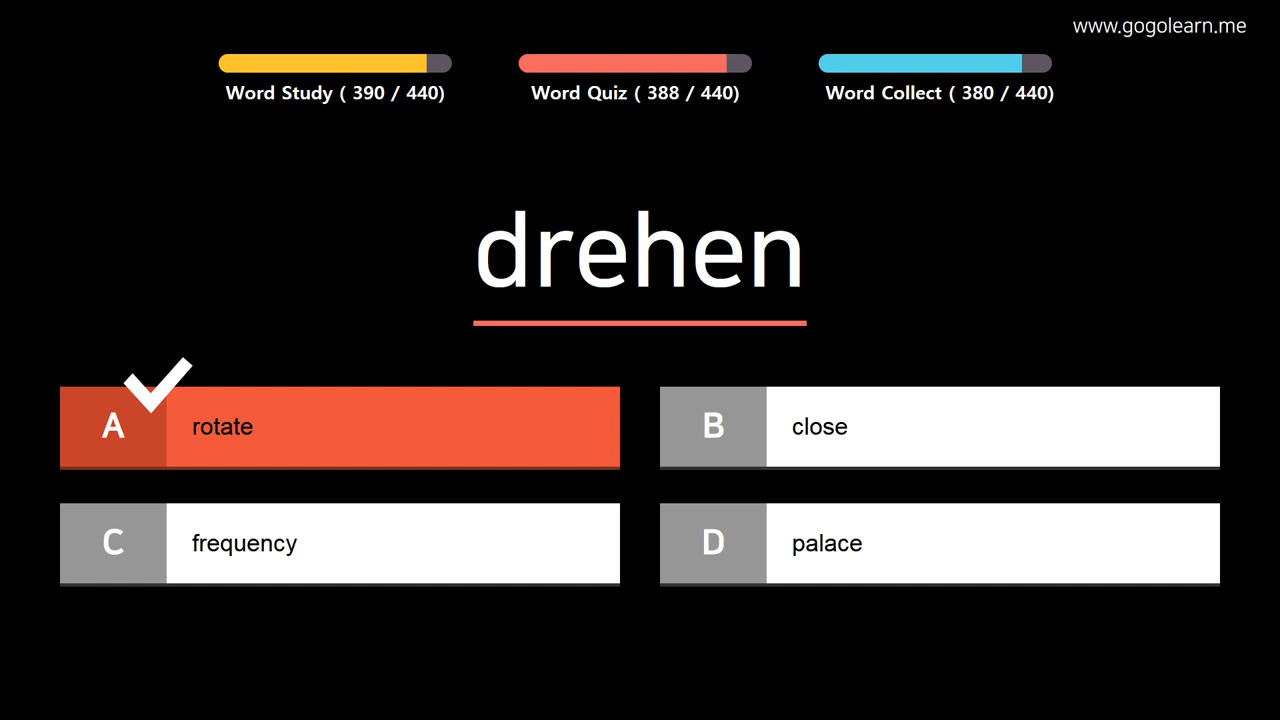 www.gogolearn.me
Word Study ( 390 / 440)
Word Quiz ( 388 / 440)
Word Collect ( 380 / 440)
drehen
A rotate
B close
C frequency
D palace